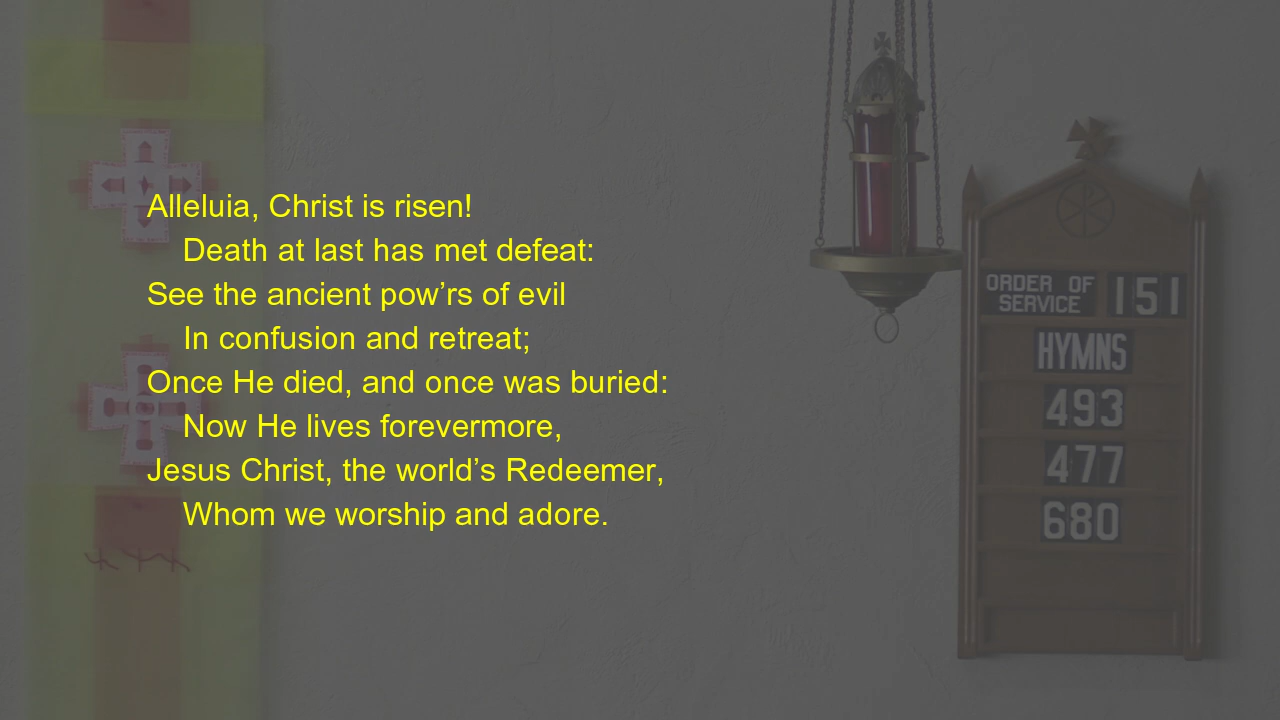 Alleluia, Christ is risen!
Death at last has met defeat:
See the ancient pow’rs of evil
In confusion and retreat;
Once He died, and once was buried:
Now He lives forevermore,
Jesus Christ, the world’s Redeemer,
Whom we worship and adore.
ORDER OF
SERVICE
151
HYMNS
493
477
680